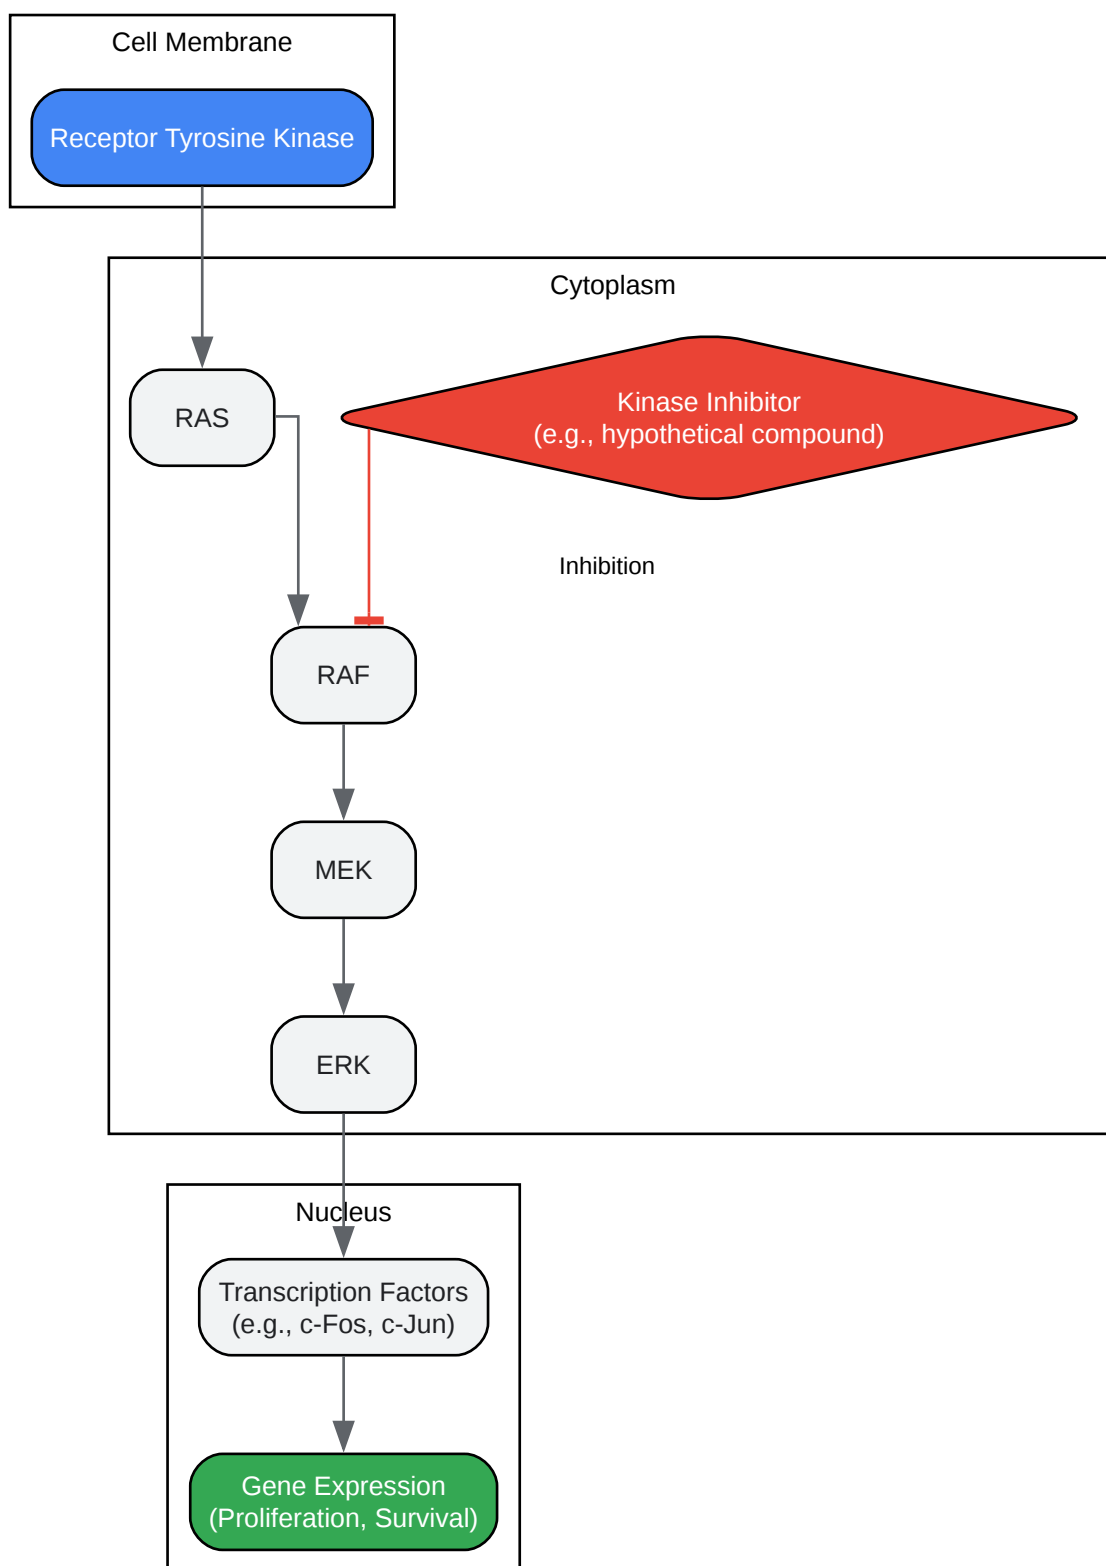 Cell Membrane
Receptor Tyrosine Kinase
Cytoplasm
RAS
Kinase Inhibitor
(e.g., hypothetical compound)
Inhibition
RAF
MEK
ERK
Nucleus
Transcription Factors
(e.g., c-Fos, c-Jun)
Gene Expression
(Proliferation, Survival)